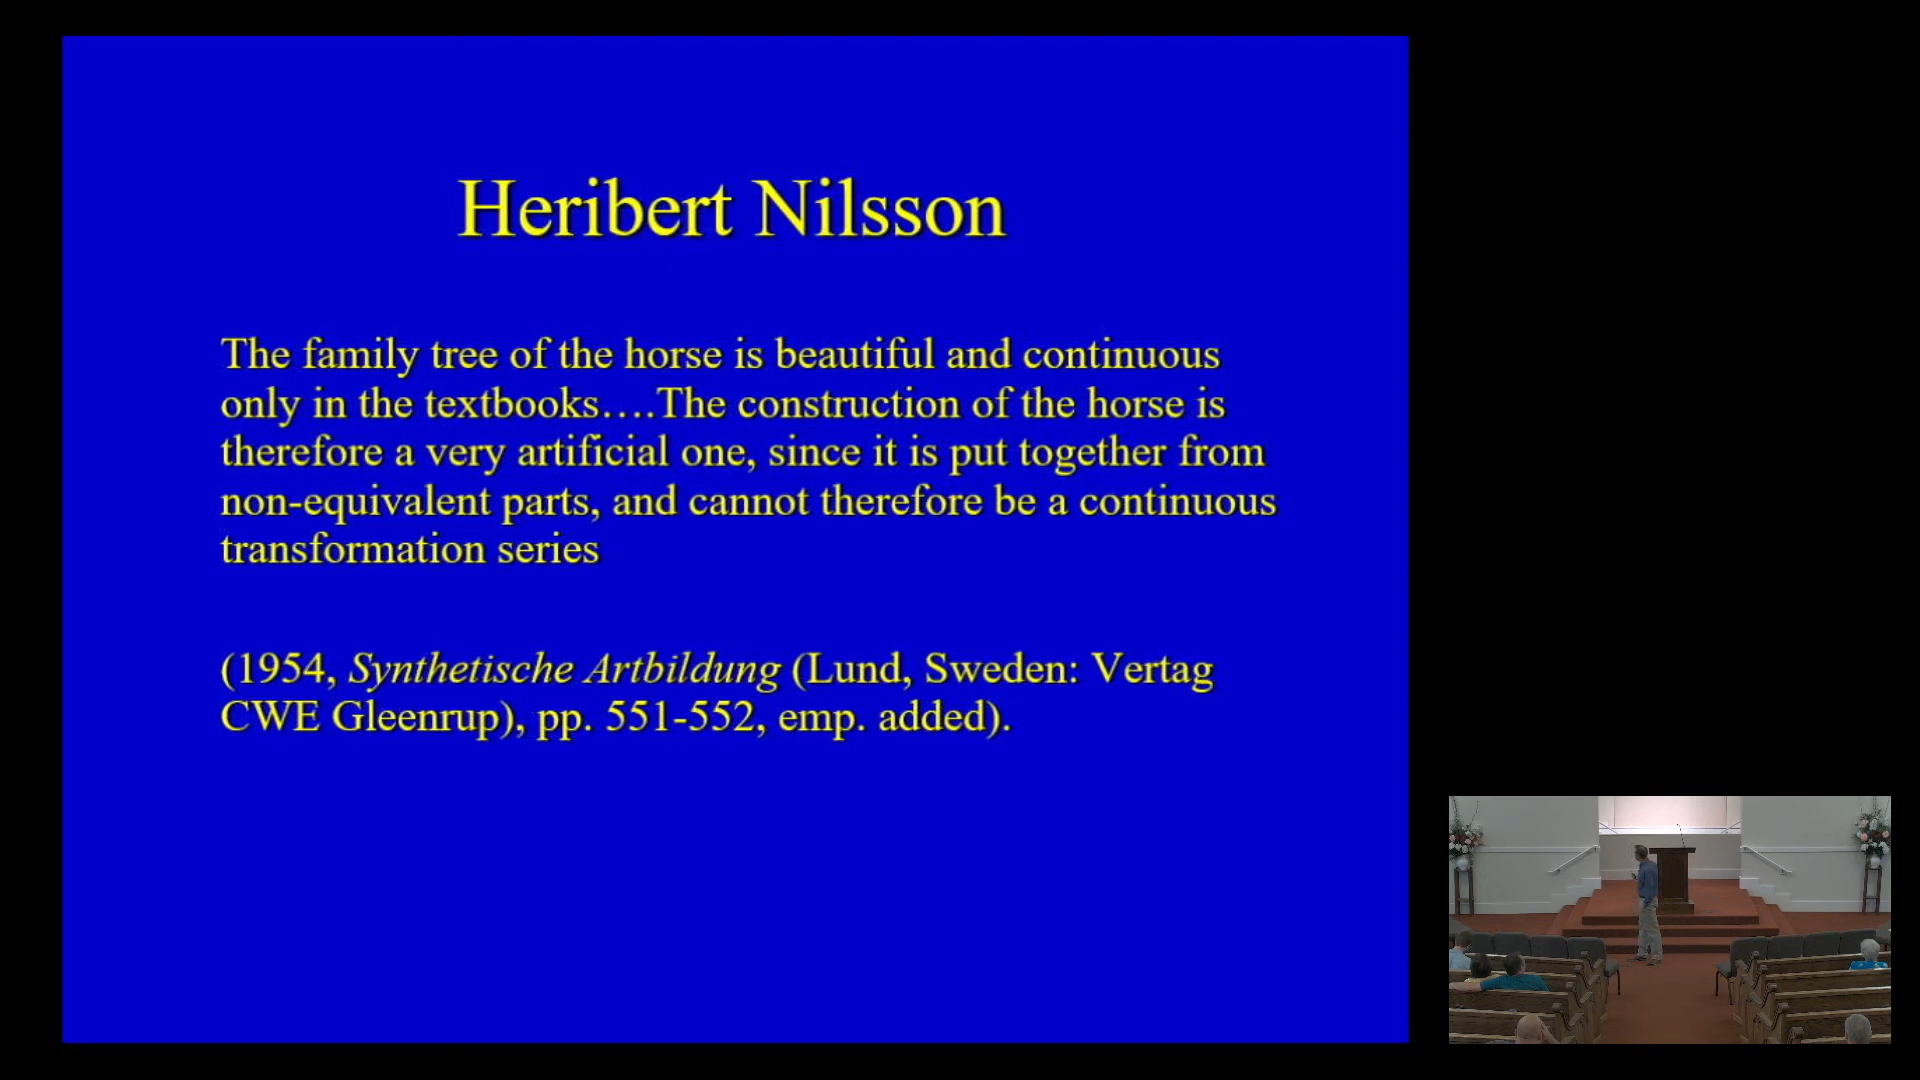 Heribert Nilsson
The family tree of the horse is beautiful and continuous
only in the textbooks….The construction of the horse is
therefore a very artificial one, since it is put together from
non-equivalent parts, and cannot therefore be a continuous
transformation series
(1954, Synthetische Artbildung (Lund, Sweden: Vertag
CWE Gleenrup), pp. 551-552, emp. added).